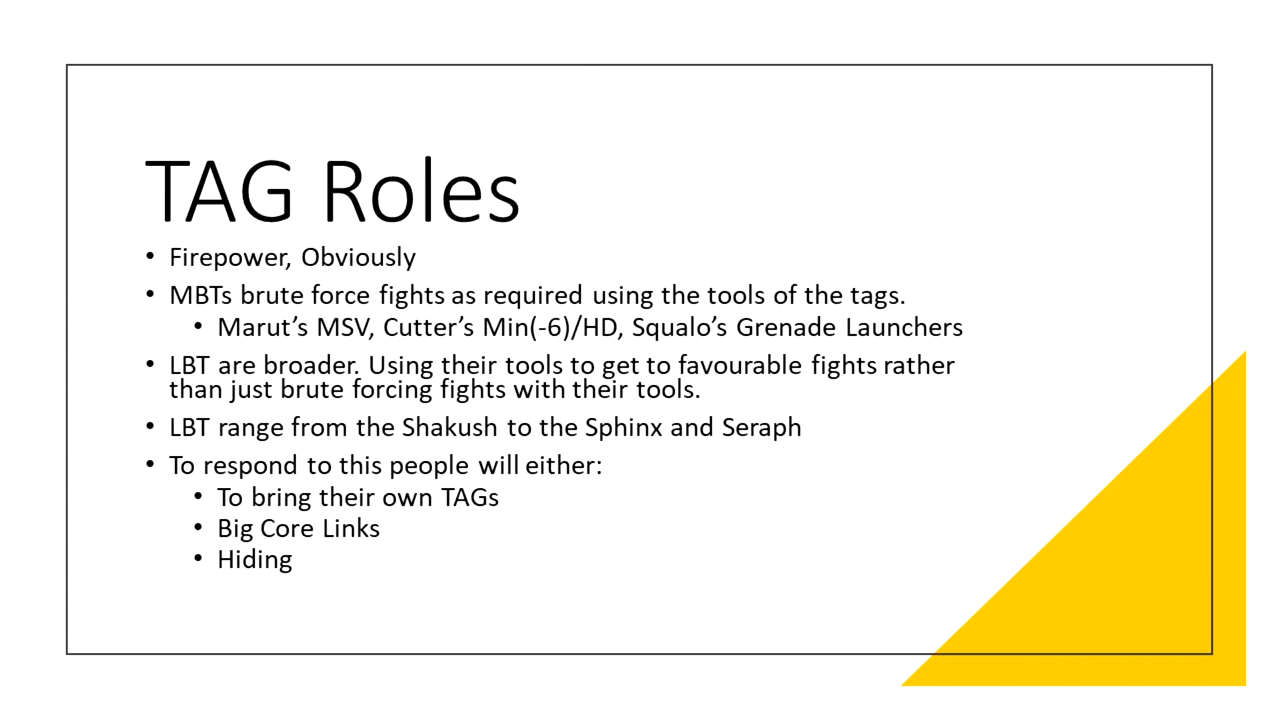 TAG Roles
• Firepower, Obviously
• MBTs brute force fights as required using the tools of the tags.
• Marut’s MSV, Cutter’s Min(-6)/HD, Squalo’s Grenade Launchers
• LBT are broader. Using their tools to get to favourable fights rather
than just brute forcing fights with their tools.
• LBT range from the Shakush to the Sphinx and Seraph
• To respond to this people will either:
• To bring their own TAGs
• Big Core Links
• Hiding